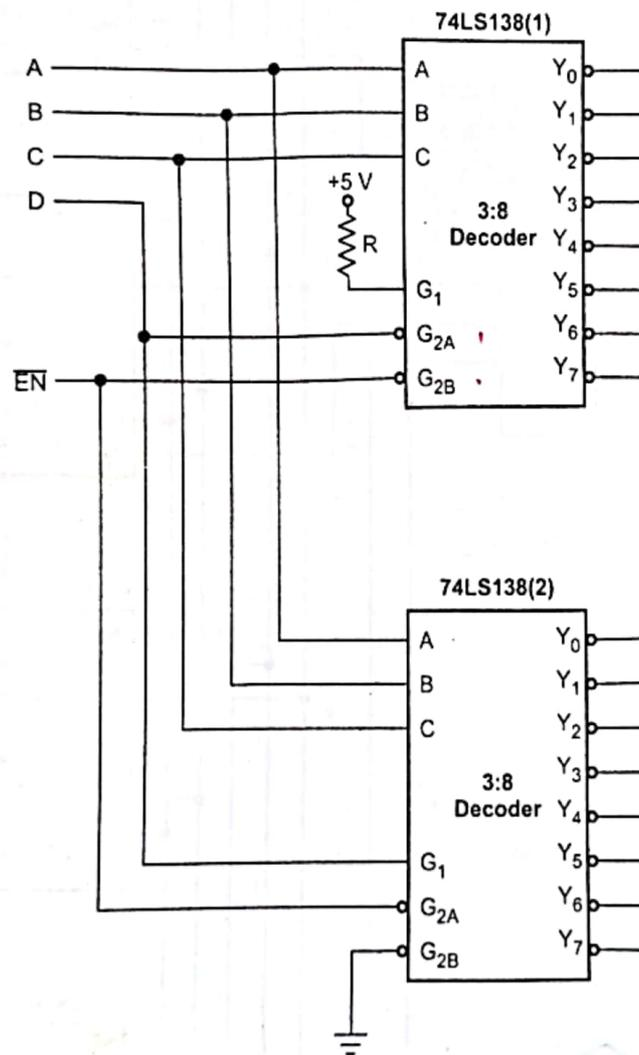 74LS138(1)
A A Y0
B B Y1
C C Y2
+5 V
D Y3
3:8
Decoder
R
Y4
G1 Y5
G2A Y6
EN G2B Y7
74LS138(2)
A Y0
B Y1
C Y2
Y3
3:8
Decoder
Y4
G1 Y5
G2A Y6
G2B Y7